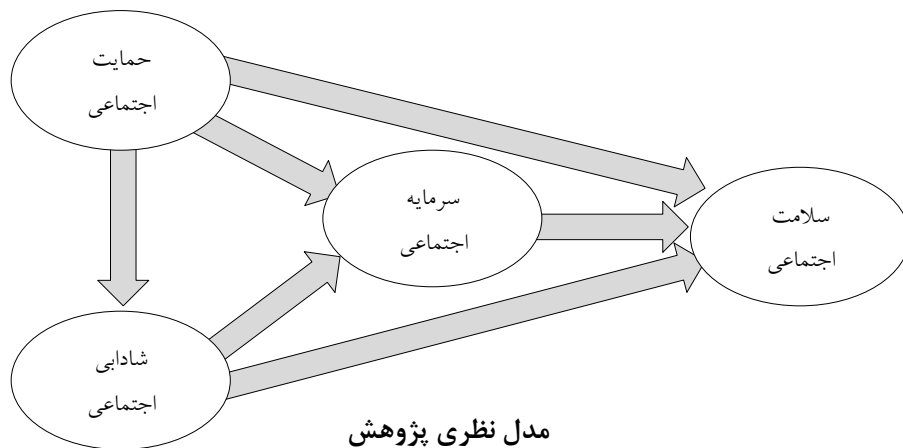 حمایت
اجتماعی
سرمایه
اجتماعی
سلامت
اجتماعی
شادابی
اجتماعی
مدل نظری پژوهش